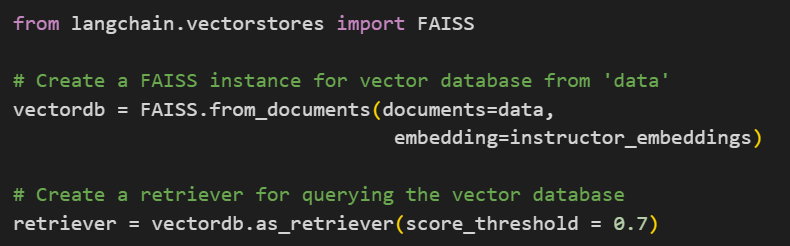 from langchain.vectorstores import FAISS
# Create a FAISS instance for vector database from 'data'
vectordb = FAISS.from_documents(documents=data,
                                 embedding=instructor_embeddings)
# Create a retriever for querying the vector database
retriever = vectordb.as_retriever(score_threshold = 0.7)